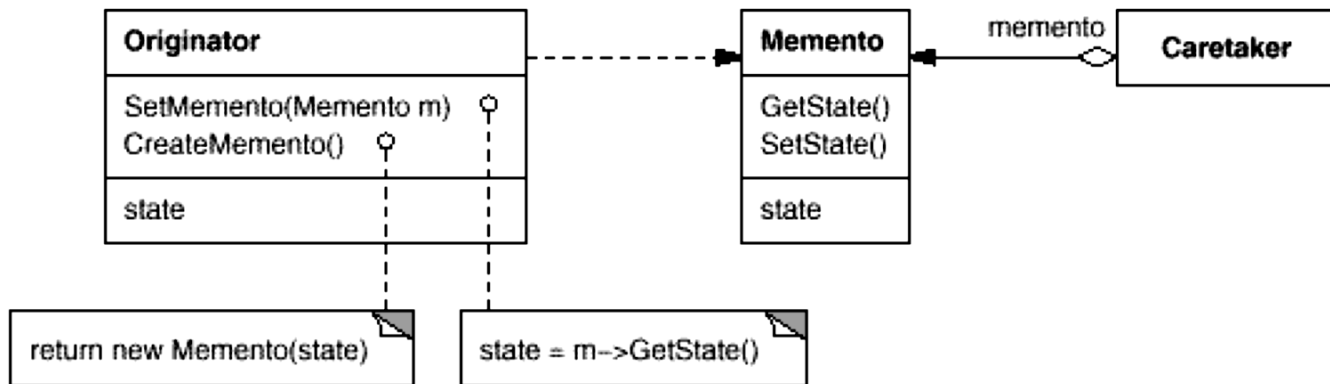 Originator
SetMemento(Memento m)
CreateMemento()
state
Memento
GetState()
SetState()
state
memento
Caretaker
return new Memento(state)
state = m->GetState()